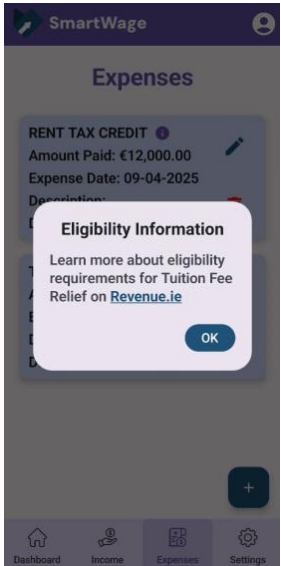 SmartWage
Expenses
RENT TAX CREDIT
Amount Paid: €12,000.00
Expense Date: 09-04-2025
Description:
Eligibility Information
Learn more about eligibility
requirements for Tuition Fee
Relief on Revenue.ie
OK
+
Dashboard Income Expenses Settings